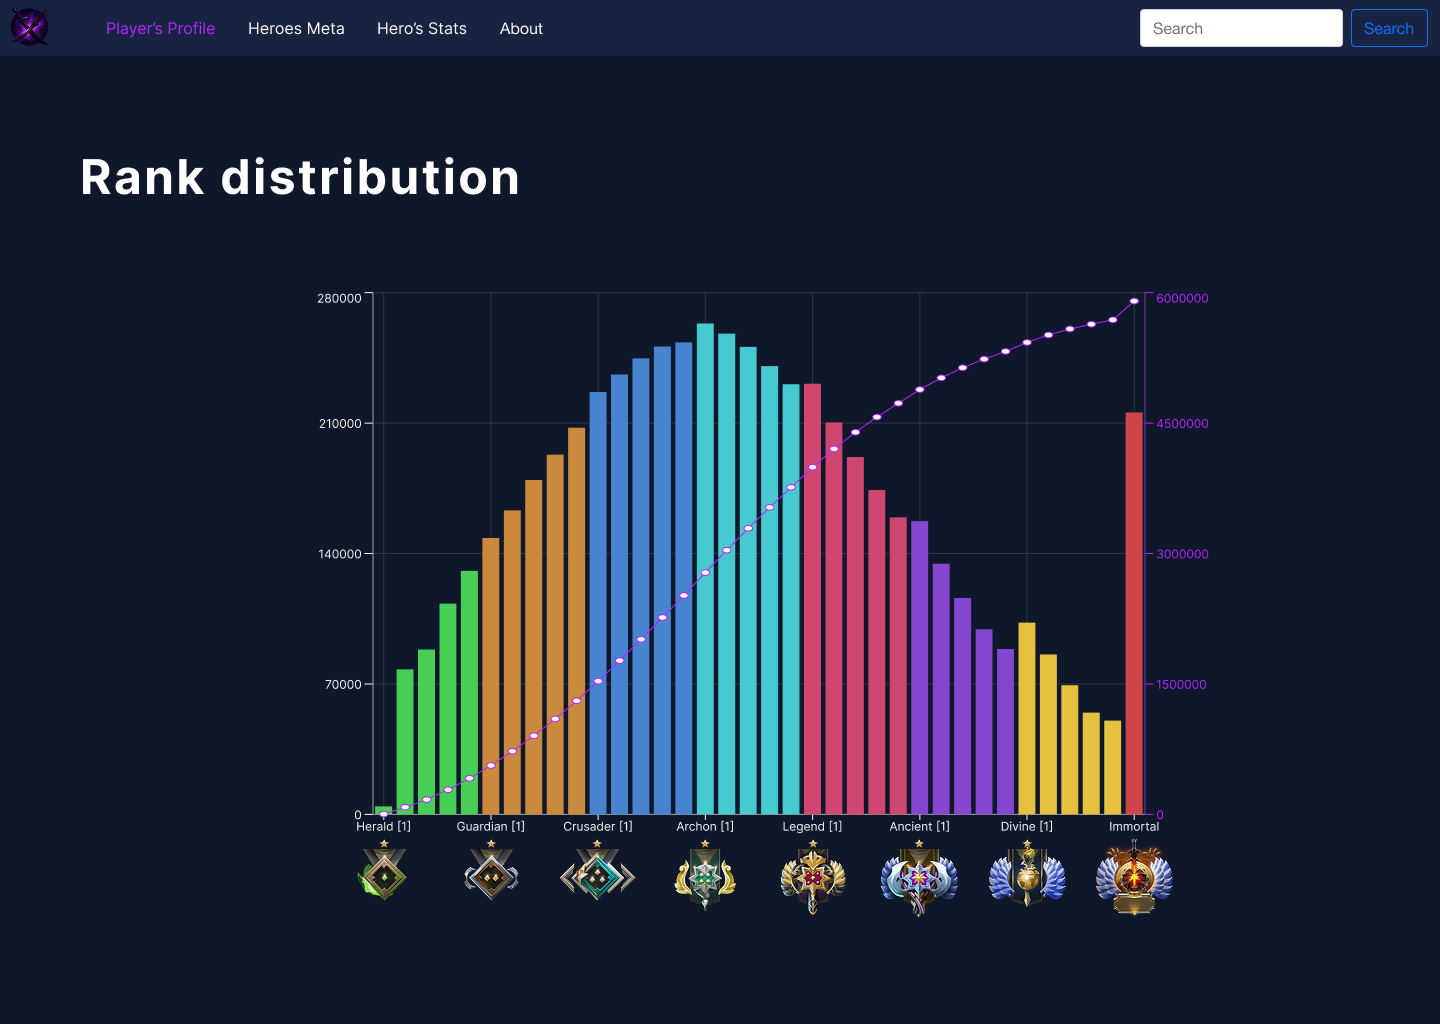 Player’s Profile Heroes Meta Hero’s Stats About Search Search
Rank distribution
280000 6000000
210000 4500000
140000 3000000
70000 1500000
0 0
Herald [1] Guardian [1] Crusader [1] Archon [1] Legend [1] Ancient [1] Divine [1] Immortal